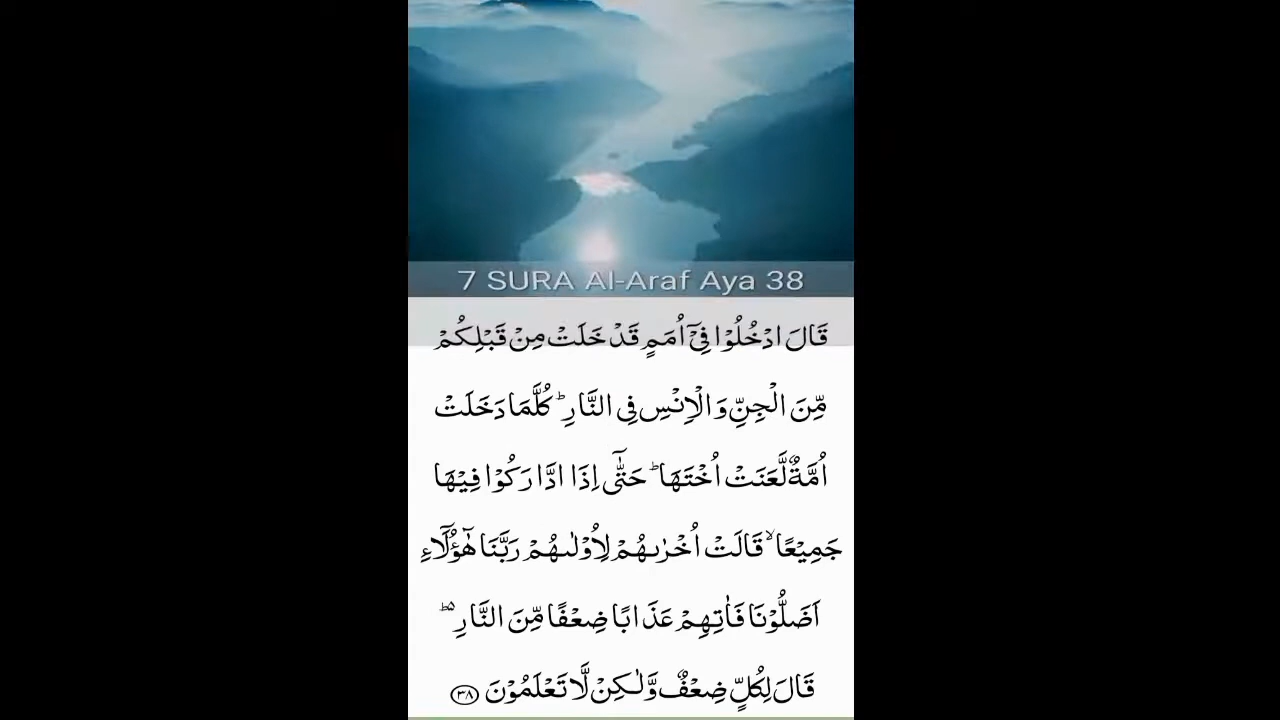 7 SURA Al-Araf Aya 38
قَالَ ادْخُلُوْا فِيْۤ اُمَمٍ قَدْ خَلَتْ مِنْ قَبْلِكُمْ
مِّنَ الْجِنِّ وَالْاِنْسِ فِى النَّارِؕ كُلَّمَا دَخَلَتْ
اُمَّةٌ لَّعَنَتْ اُخْتَهَاؕ حَتّٰۤى اِذَا ادَّارَكُوْا فِيْهَا
جَمِيْعًاۙ قَالَتْ اُخْرٰىهُمْ لِاُوْلٰىهُمْ رَبَّنَا هٰۤؤُلَآءِ
اَضَلُّوْنَا فَاٰتِهِمْ عَذَابًا ضِعْفًا مِّنَ النَّارِ ۬ؕ
قَالَ لِكُلٍّ ضِعْفٌ وَّلٰكِنْ لَّا تَعْلَمُوْنَ ۝۳۸